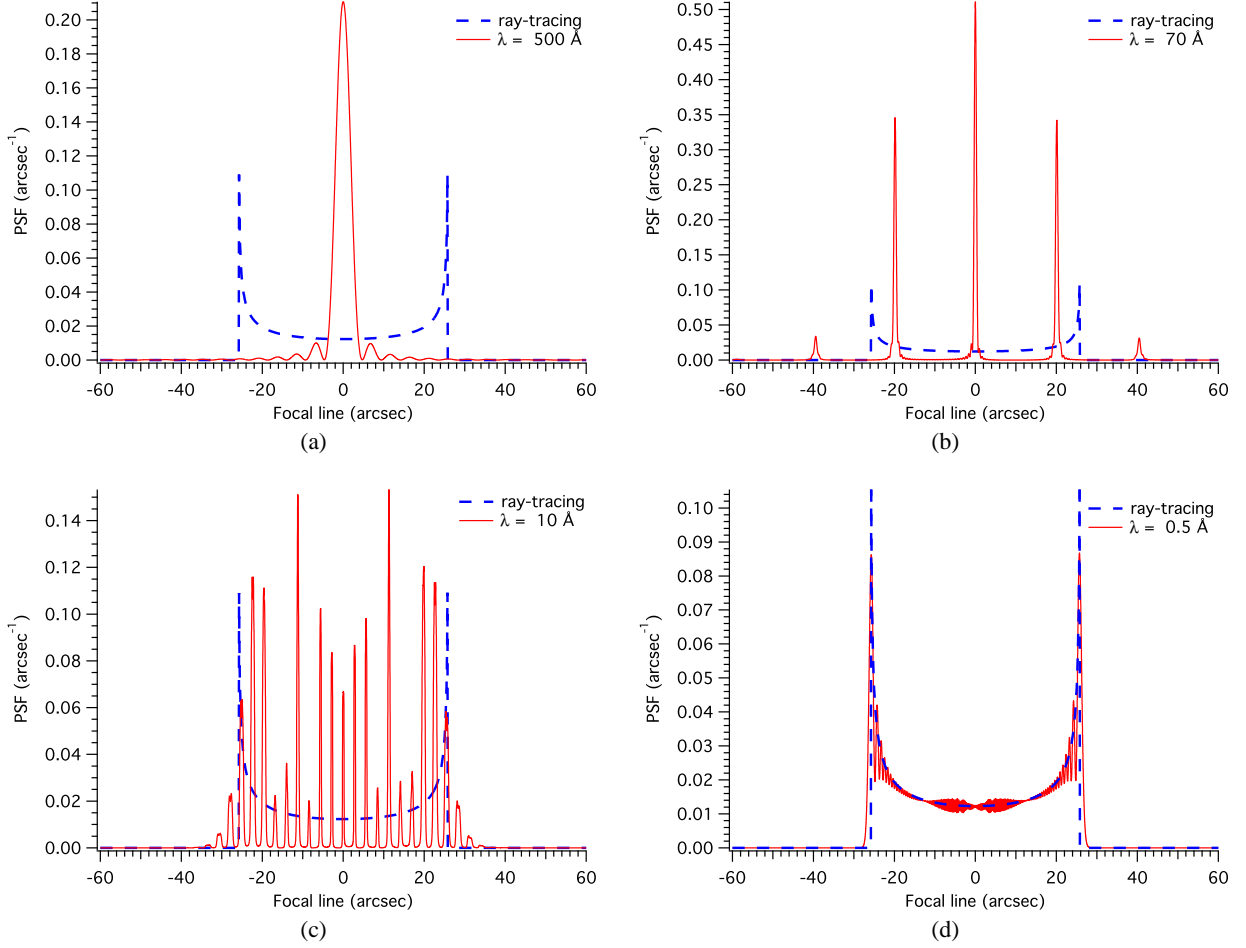 0.20
0.18
0.16
0.14
0.12
0.10
0.08
0.06
0.04
0.02
0.00
PSF (arcsec⁻¹)
ray-tracing
λ = 500 Å
-60 -40 -20 0 20 40 60
Focal line (arcsec)
(a)
0.50
0.45
0.40
0.35
0.30
0.25
0.20
0.15
0.10
0.05
0.00
PSF (arcsec⁻¹)
ray-tracing
λ = 70 Å
-60 -40 -20 0 20 40 60
Focal line (arcsec)
(b)
0.14
0.12
0.10
0.08
0.06
0.04
0.02
0.00
PSF (arcsec⁻¹)
ray-tracing
λ = 10 Å
-60 -40 -20 0 20 40 60
Focal line (arcsec)
(c)
0.10
0.09
0.08
0.07
0.06
0.05
0.04
0.03
0.02
0.01
0.00
PSF (arcsec⁻¹)
ray-tracing
λ = 0.5 Å
-60 -40 -20 0 20 40 60
Focal line (arcsec)
(d)